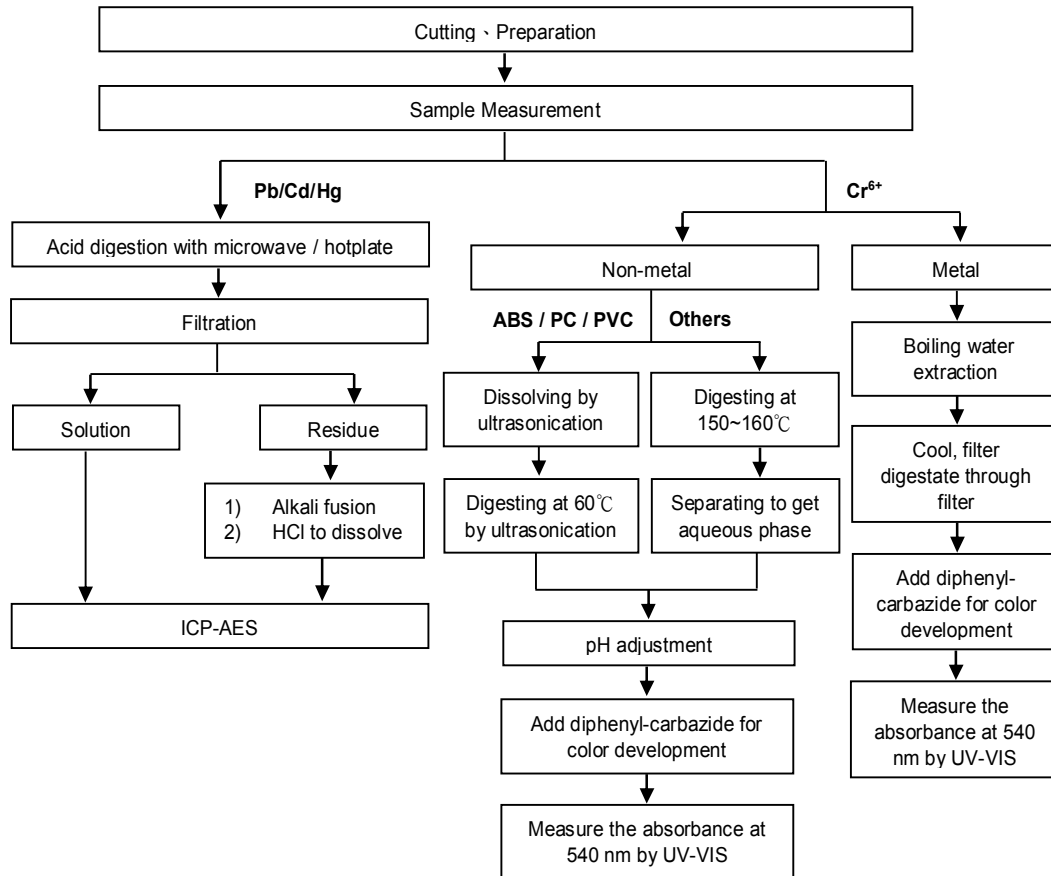 Cutting、Preparation
Sample Measurement
Pb/Cd/Hg
Cr⁶⁺
Acid digestion with microwave / hotplate
Non-metal
Metal
Filtration
ABS / PC / PVC
Others
Boiling water
extraction
Solution
Residue
Dissolving by
ultrasonication
Digesting at
150~160℃
Cool, filter
digestate through
filter
1) Alkali fusion
2) HCl to dissolve
Digesting at 60℃
by ultrasonication
Separating to get
aqueous phase
Add diphenyl-
carbazide for color
development
ICP-AES
pH adjustment
Measure the
absorbance at 540
nm by UV-VIS
Add diphenyl-carbazide for
color development
Measure the absorbance at
540 nm by UV-VIS